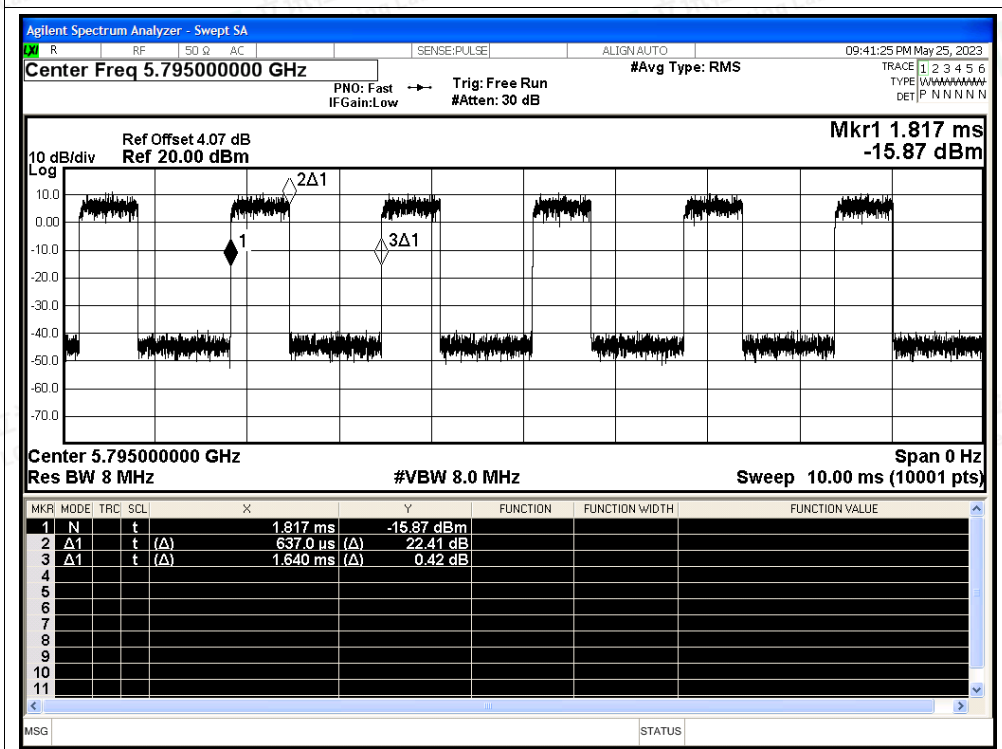 Agilent Spectrum Analyzer - Swept SA
LXI R RF 50 Ω AC SENSE:PULSE ALIGN AUTO 09:41:25 PM May 25, 2023
Center Freq 5.795000000 GHz #Avg Type: RMS TRACE 1 2 3 4 5 6
PNO: Fast Trig: Free Run TYPE WWWWWW
IFGain:Low #Atten: 30 dB DET P N N N N N
Mkr1 1.817 ms
-15.87 dBm
Ref Offset 4.07 dB
10 dB/div Ref 20.00 dBm
Log
10.0
0.00
-10.0
-20.0
-30.0
-40.0
-50.0
-60.0
-70.0
2Δ1
1
3Δ1
Center 5.795000000 GHz Span 0 Hz
Res BW 8 MHz #VBW 8.0 MHz Sweep 10.00 ms (10001 pts)
MKR MODE TRC SCL X Y FUNCTION FUNCTION WIDTH FUNCTION VALUE
1 N t 1.817 ms -15.87 dBm
2 Δ1 t (Δ) 637.0 µs (Δ) 22.41 dB
3 Δ1 t (Δ) 1.640 ms (Δ) 0.42 dB
4
5
6
7
8
9
10
11
MSG STATUS